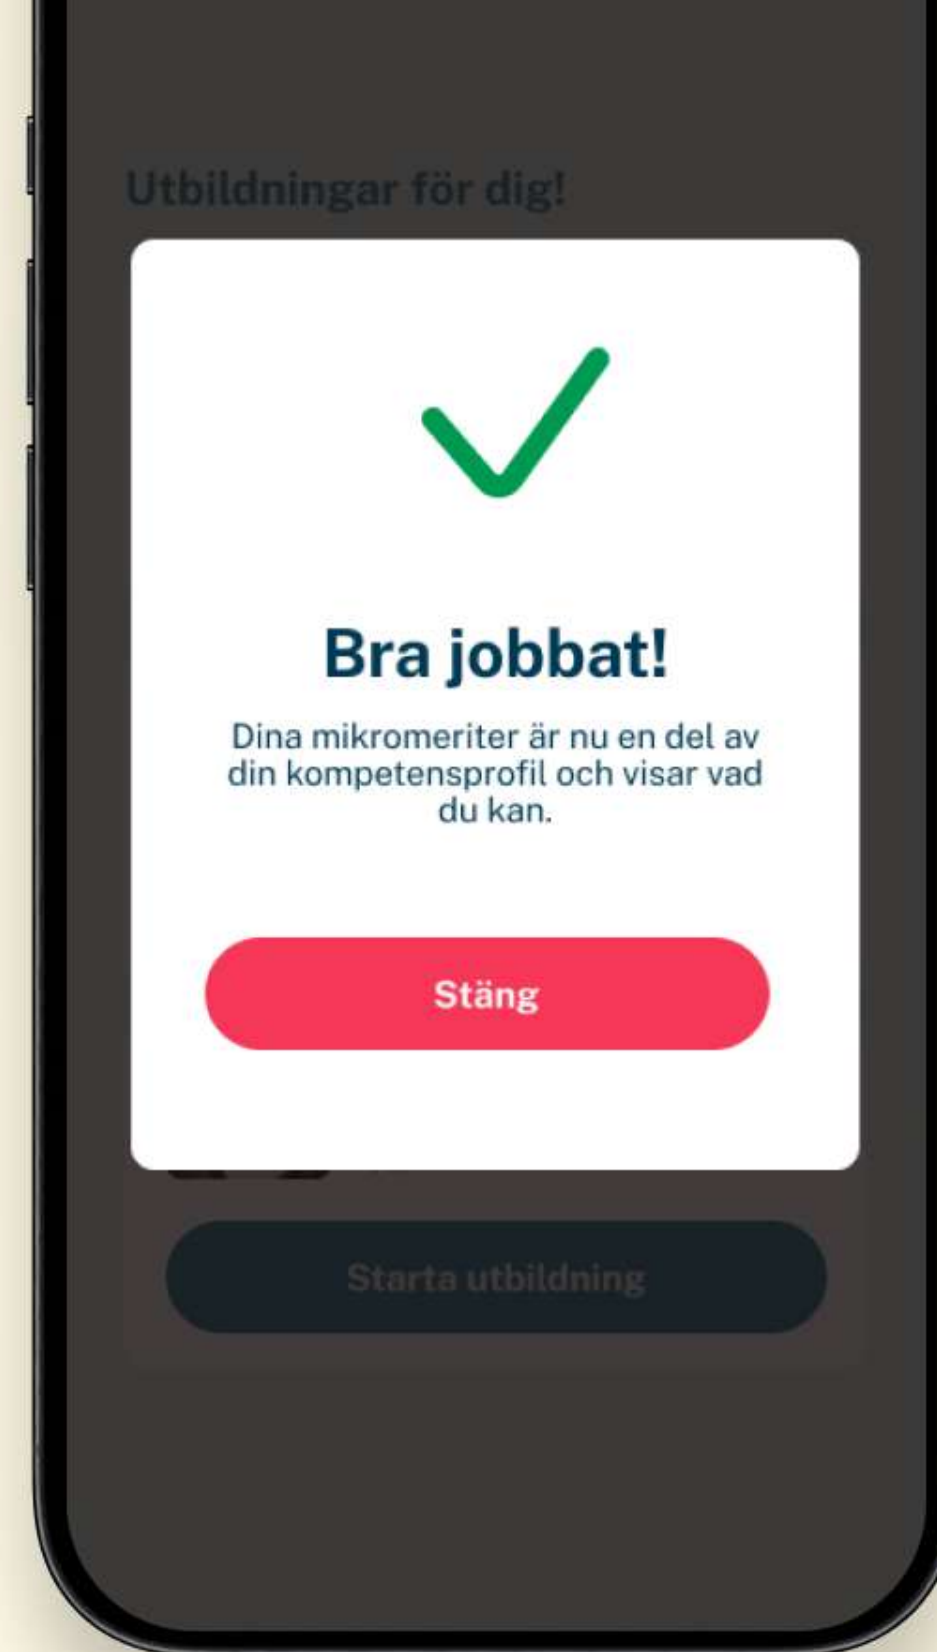 Utbildningar för dig!
Bra jobbat!
Dina mikromeriter är nu en del av
din kompetensprofil och visar vad
du kan.
Stäng
Starta utbildning